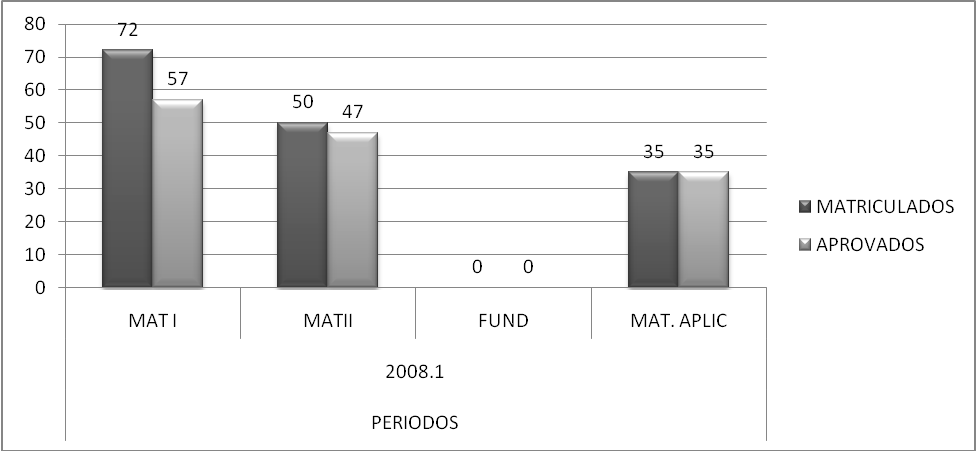 80
70
60
50
40
30
20
10
0
72
57
50
47
0
0
35
35
MAT I
MATII
FUND
MAT. APLIC
2008.1
PERIODOS
MATRICULADOS
APROVADOS